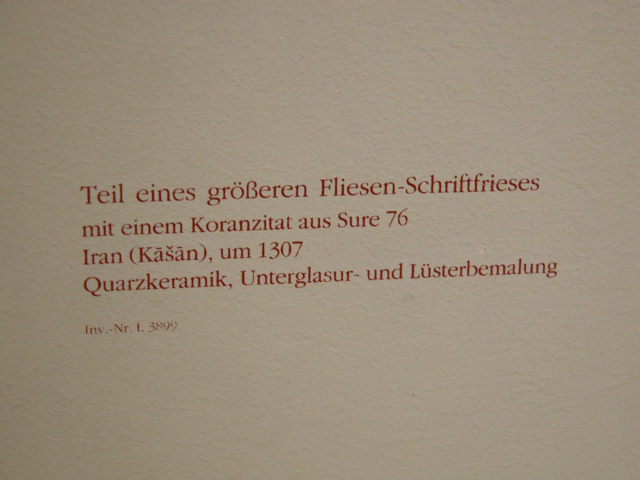 Teil eines größeren Fliesen-Schriftfrieses
mit einem Koranzitat aus Sure 76
Iran (Kāšān), um 1307
Quarzkeramik, Unterglasur- und Lüsterbemalung
Inv.-Nr. I. 3899